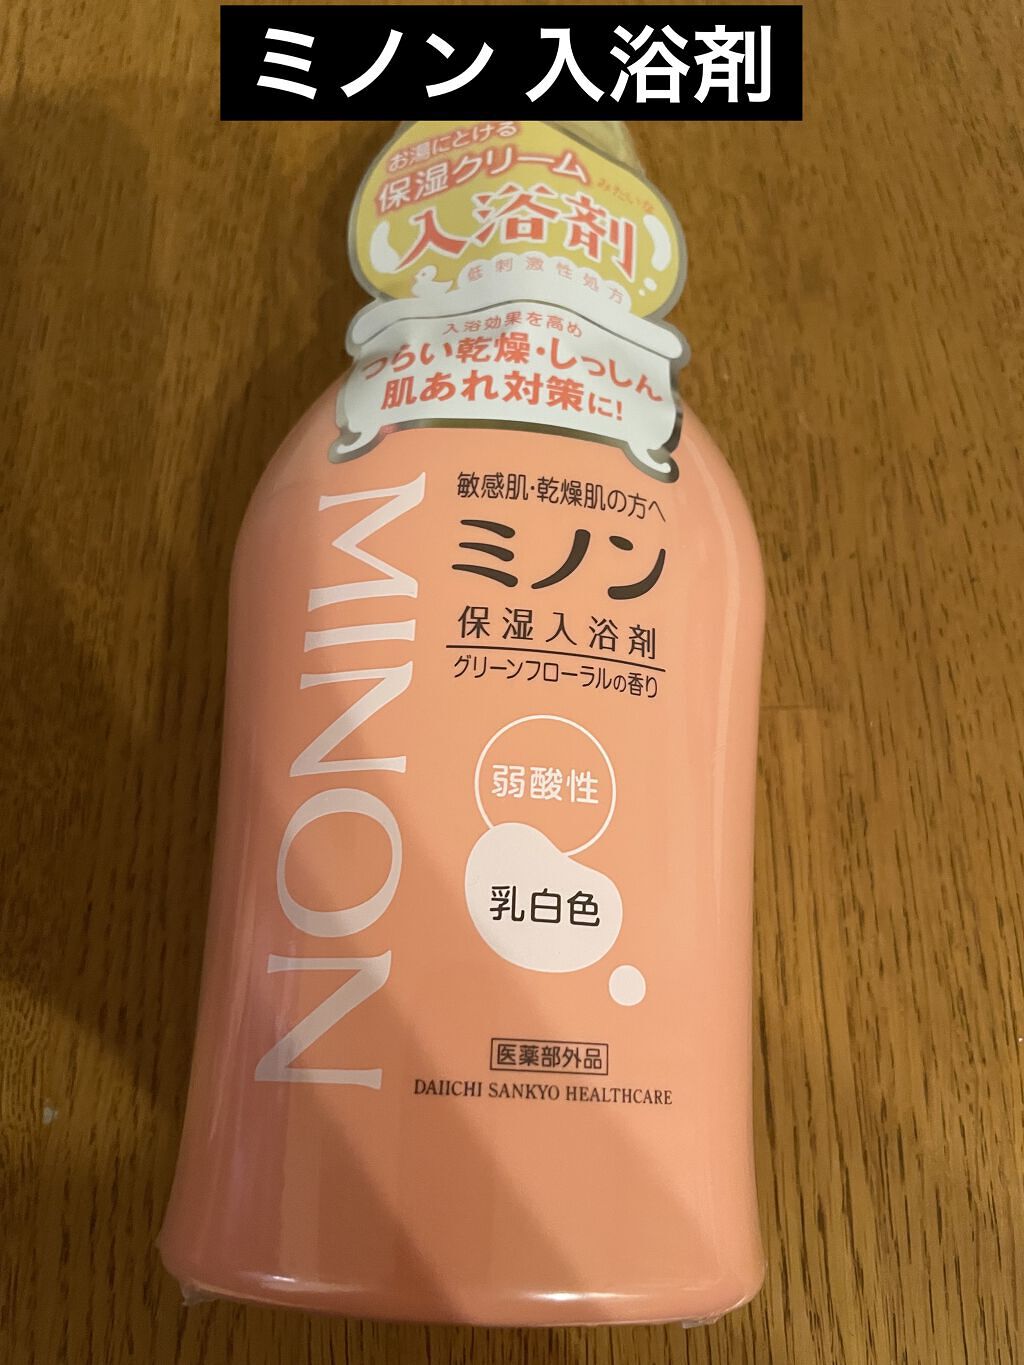 ミノン 入浴剤
お湯にとける
保湿クリームみたいな
入浴剤
低刺激性処方
入浴効果を高め
つらい乾燥・しっしん
肌あれ対策に!
MINON
敏感肌・乾燥肌の方へ
ミノン
保湿入浴剤
グリーンフローラルの香り
弱酸性
乳白色
医薬部外品
DAIICHI SANKYO HEALTHCARE